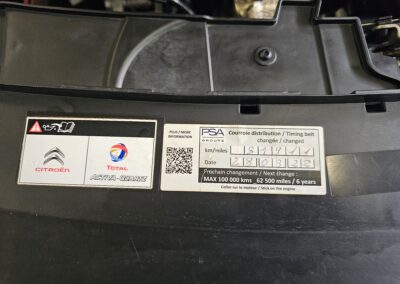 CITROËN
TOTAL
ACTIVA-QUARTZ
PLUS / MORE
INFORMATION
PSA
GROUPE
Courroie distribution / Timing belt
changée / changed
km/miles
Date
Prochain changement / Next change :
MAX 100 000 kms _62 500 miles / 6 years
Coller sur le moteur / Stick on the engine